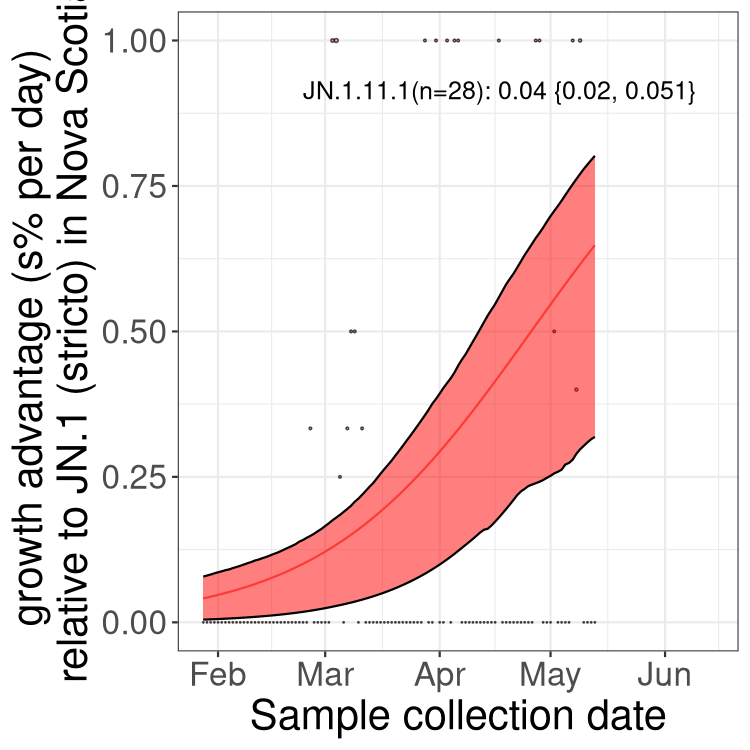 growth advantage (s% per day)
relative to JN.1 (stricto) in Nova Scotia
1.00
0.75
0.50
0.25
0.00
JN.1.11.1(n=28): 0.04 {0.02, 0.051}
Feb Mar Apr May Jun
Sample collection date